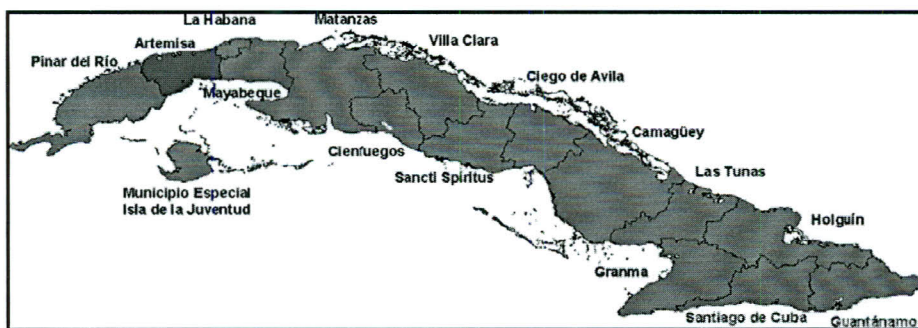 La Habana
Matanzas
Artemisa
Villa Clara
Pinar del Río
Ciego de Avila
Mayabeque
Camagüey
Cienfuegos
Las Tunas
Sancti Spiritus
Municipio Especial
Isla de la Juventud
Holguín
Granma
Santiago de Cuba
Guantánamo